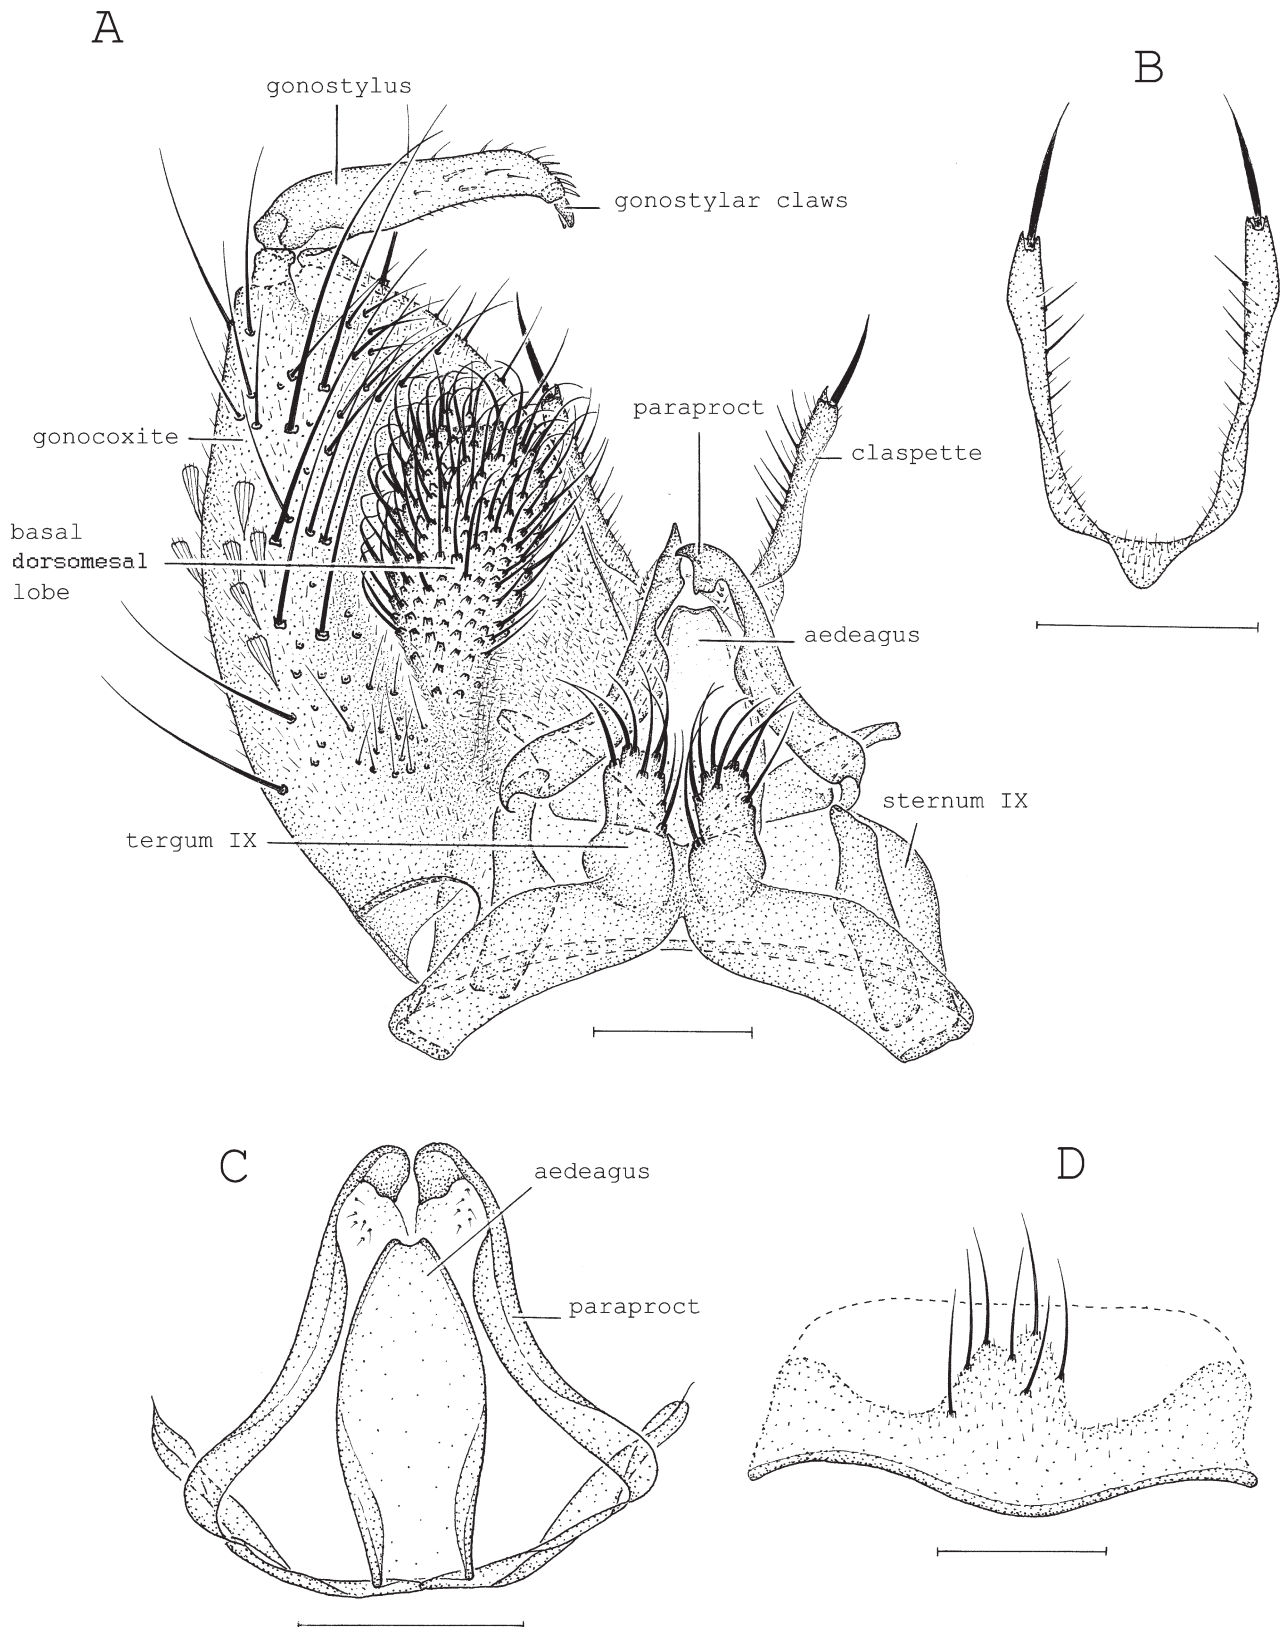 A
gonostylus
B
gonostylar claws
paraproct
gonocoxite
claspette
basal
dorsomesal
lobe
aedeagus
sternum IX
tergum IX
C
aedeagus
D
paraproct